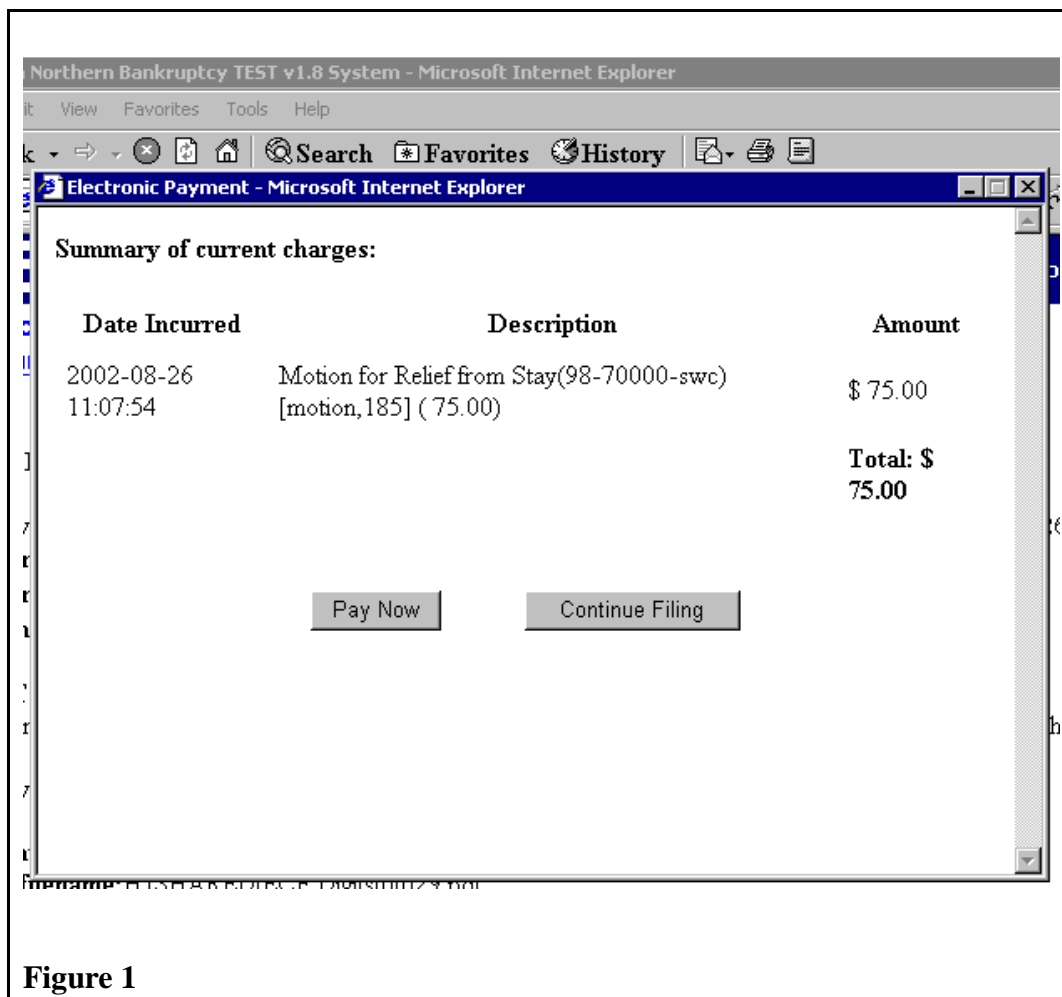 Northern Bankruptcy TEST v1.8 System - Microsoft Internet Explorer
View Favorites Tools Help
Search Favorites History
Electronic Payment - Microsoft Internet Explorer
Summary of current charges:
Date Incurred Description Amount
2002-08-26 Motion for Relief from Stay(98-70000-swc) $ 75.00
11:07:54 [motion,185] ( 75.00)
Total: $
75.00
Pay Now Continue Filing
Figure 1